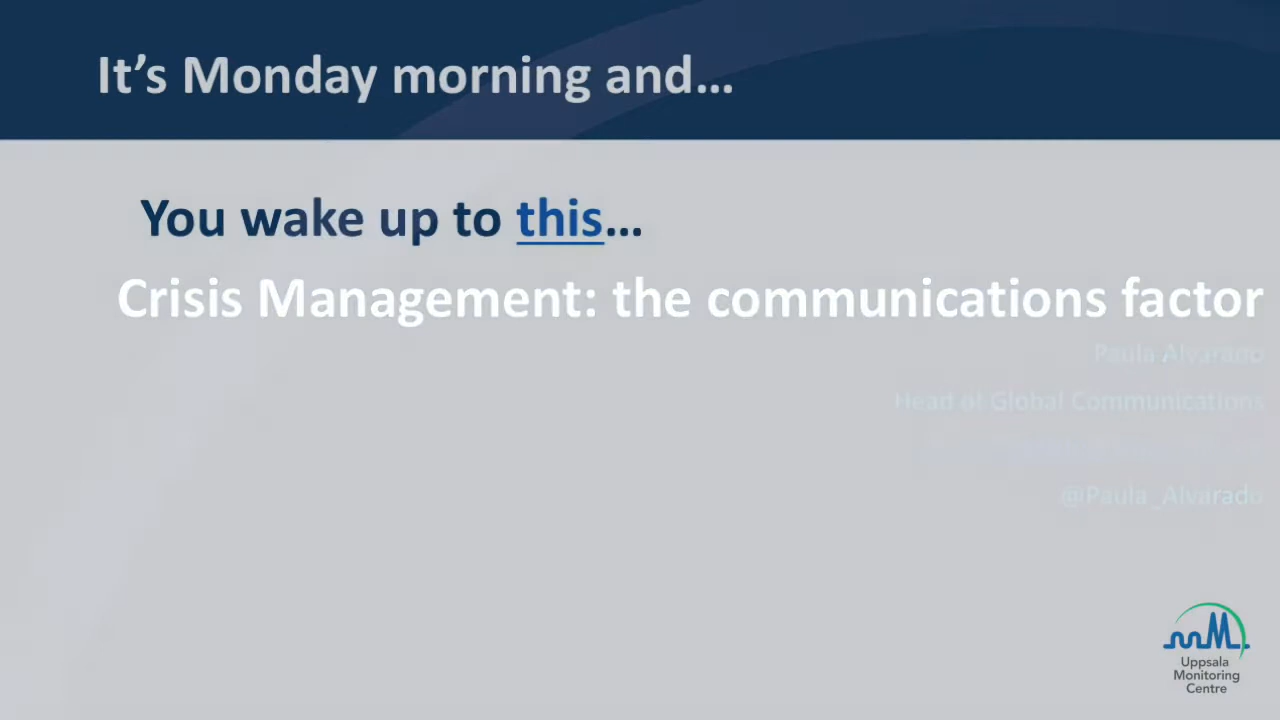 It's Monday morning and...
You wake up to this...
Crisis Management: the communications factor
Paula Alvarado
Head of Global Communications
@Paula_Alvarado
Uppsala
Monitoring
Centre